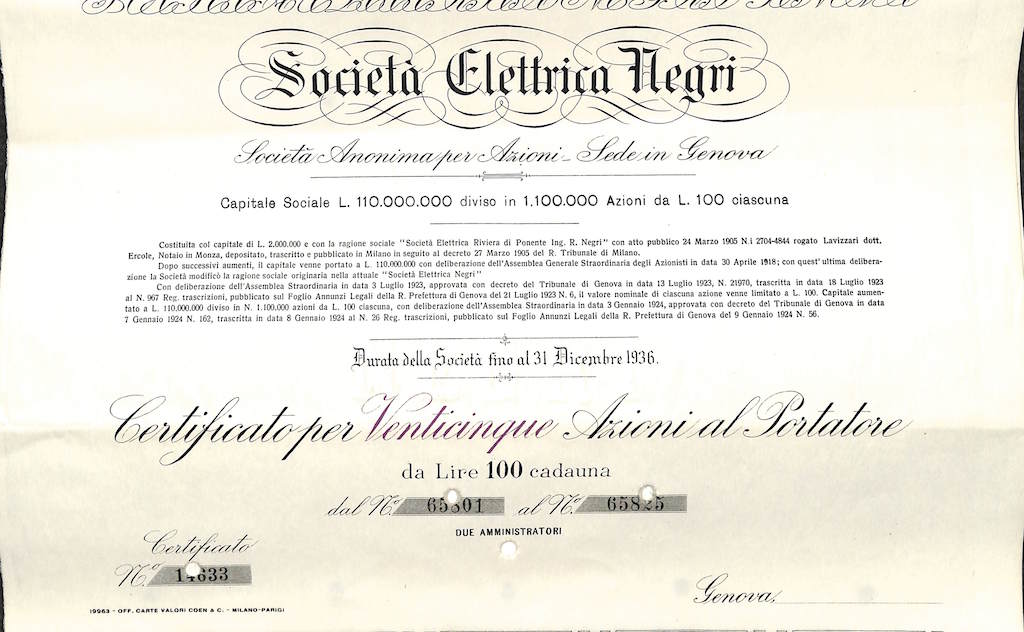 Società Elettrica Negri
Società Anonima per Azioni - Sede in Genova
Capitale Sociale L. 110.000.000 diviso in 1.100.000 Azioni da L. 100 ciascuna
Costituita col capitale di L. 2.000.000 e con la ragione sociale "Società Elettrica Riviera di Ponente Ing. R. Negri" con atto pubblico 24 Marzo 1905 N.i 2704-4844 rogato Lavizzari dott.
Ercole, Notaio in Monza, depositato, trascritto e pubblicato in Milano in seguito al decreto 27 Marzo 1905 del R. Tribunale di Milano.
Dopo successivi aumenti, il capitale venne portato a L. 110.000.000 con deliberazione dell'Assemblea Generale Straordinaria degli Azionisti in data 30 Aprile 1918; con quest'ultima delibera-
zione la Società modificò la ragione sociale originaria nella attuale "Società Elettrica Negri"
Con deliberazione dell'Assemblea Straordinaria in data 3 Luglio 1923, approvata con decreto del Tribunale di Genova in data 13 Luglio 1923, N. 21970, trascritta in data 18 Luglio 1923
al N. 967 Reg. trascrizioni, pubblicato sul Foglio Annunzi Legali della R. Prefettura di Genova del 21 Luglio 1923 N. 6, il valore nominale di ciascuna azione venne limitato a L. 100. Capitale aumen-
tato a L. 110.000.000 diviso in N. 1.100.000 azioni da L. 100 ciascuna, con deliberazione dell'Assemblea Straordinaria in data 3 Gennaio 1924, approvata con decreto del Tribunale di Genova in data
7 Gennaio 1924 N. 162, trascritta in data 8 Gennaio 1924 al N. 26 Reg. trascrizioni, pubblicato sul Foglio Annunzi Legali della R. Prefettura di Genova del 9 Gennaio 1924 N. 56.
Durata della Società fino al 31 Dicembre 1936.
Certificato per Venticinque Azioni al Portatore
da Lire 100 cadauna
dal N.º 65801 al N.º 65825
DUE AMMINISTRATORI
Certificato
N.º 14633
Genova,
19963 - OFF. CARTE VALORI COEN & C. - MILANO-PARIGI